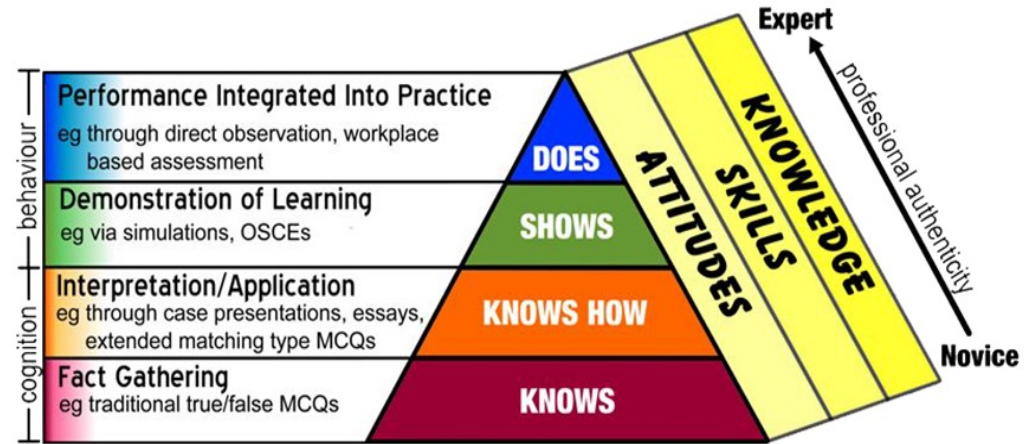 Expert
professional authenticity
Novice
behaviour
cognition
Performance Integrated Into Practice
eg through direct observation, workplace
based assessment
DOES
Demonstration of Learning
eg via simulations, OSCEs
SHOWS
Interpretation/Application
eg through case presentations, essays,
extended matching type MCQs
KNOWS HOW
Fact Gathering
eg traditional true/false MCQs
KNOWS
ATTITUDES
SKILLS
KNOWLEDGE